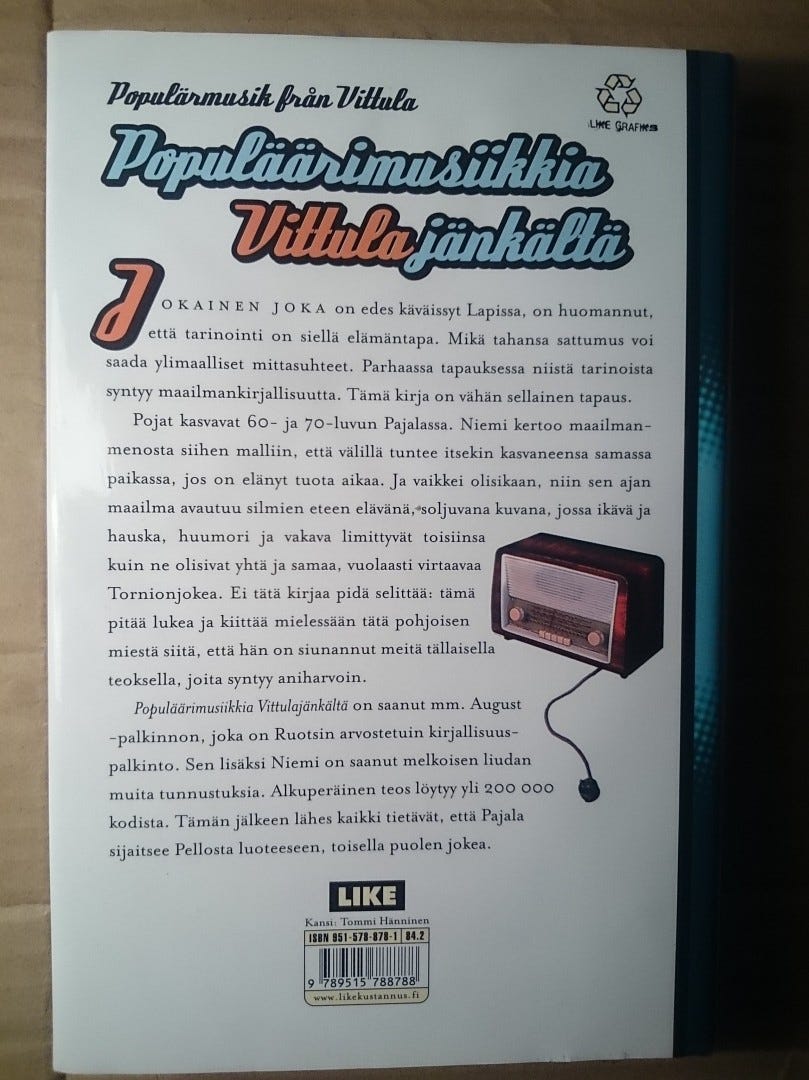 Populärmusik från Vittula
LIKE GRAFIKS
Populäärimusiikkia
Vittulajänkältä
JOKAINEN JOKA on edes käväissyt Lapissa, on huomannut,
että tarinointi on siellä elämäntapa. Mikä tahansa sattumus voi
saada ylimaalliset mittasuhteet. Parhaassa tapauksessa niistä tarinoista
syntyy maailmankirjallisuutta. Tämä kirja on vähän sellainen tapaus.
Pojat kasvavat 60- ja 70-luvun Pajalassa. Niemi kertoo maailman-
menosta siihen malliin, että välillä tuntee itsekin kasvaneensa samassa
paikassa, jos on elänyt tuota aikaa. Ja vaikkei olisikaan, niin sen ajan
maailma avautuu silmien eteen elävänä, soljuvana kuvana, jossa ikävä ja
hauska, huumori ja vakava limittyvät toisiinsa
kuin ne olisivat yhtä ja samaa, vuolaasti virtaavaa
Tornionjokea. Ei tätä kirjaa pidä selittää: tämä
pitää lukea ja kiittää mielessään tätä pohjoisen
miestä siitä, että hän on siunannut meitä tällaisella
teoksella, joita syntyy aniharvoin.
Populäärimusiikkia Vittulajänkältä on saanut mm. August
-palkinnon, joka on Ruotsin arvostetuin kirjallisuus-
palkinto. Sen lisäksi Niemi on saanut melkoisen liudan
muita tunnustuksia. Alkuperäinen teos löytyy yli 200 000
kodista. Tämän jälkeen lähes kaikki tietävät, että Pajala
sijaitsee Pellosta luoteeseen, toisella puolen jokea.
LIKE
Kansi: Tommi Hänninen
ISBN 951-578-878-1 84.2
9 789515 788788
www.likekustannus.fi